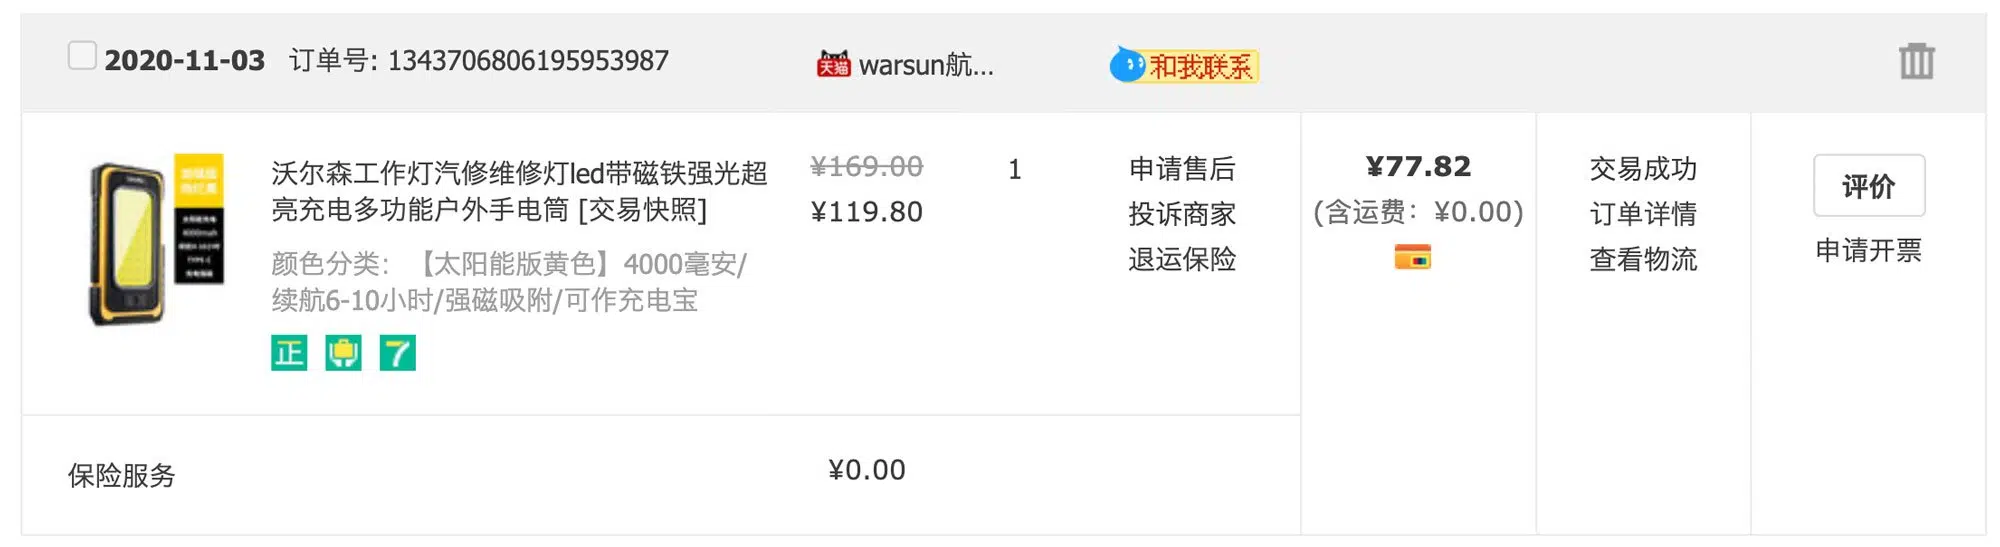 2020-11-03 订单号: 1343706806195953987
天猫 warsun航...
和我联系
沃尔森工作灯汽修维修灯led带磁铁强光超
亮充电多功能户外手电筒 [交易快照]
颜色分类：【太阳能版黄色】4000毫安/
续航6-10小时/强磁吸附/可作充电宝
正 7
¥169.00
¥119.80
1
申请售后
投诉商家
退运保险
¥77.82
(含运费：¥0.00)
交易成功
订单详情
查看物流
评价
申请开票
保险服务
¥0.00